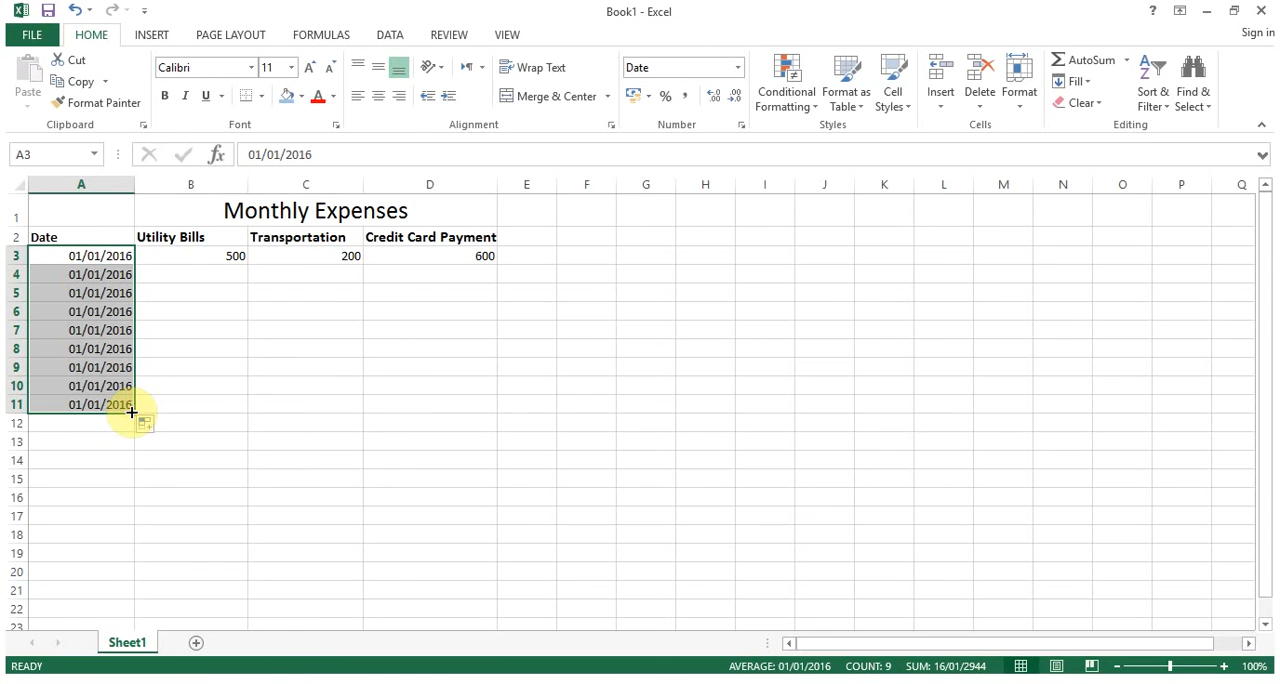 Book1 - Excel
?
Sign in
FILE HOME INSERT PAGE LAYOUT FORMULAS DATA REVIEW VIEW
Paste
Cut
Copy
Format Painter
Clipboard
Calibri 11
B I U
Font
Wrap Text
Merge & Center
Alignment
Date
% ,
Number
Conditional Formatting
Format as Table
Cell Styles
Styles
Insert Delete Format
Cells
AutoSum
Fill
Clear
Sort & Filter
Find & Select
Editing
A3 fx 01/01/2016
A B C D E F G H I J K L M N O P Q
1 Monthly Expenses
2 Date Utility Bills Transportation Credit Card Payment
3 01/01/2016 500 200 600
4 01/01/2016
5 01/01/2016
6 01/01/2016
7 01/01/2016
8 01/01/2016
9 01/01/2016
10 01/01/2016
11 01/01/2016
12
13
14
15
16
17
18
19
20
21
22
23
Sheet1
READY AVERAGE: 01/01/2016 COUNT: 9 SUM: 16/01/2944 100%